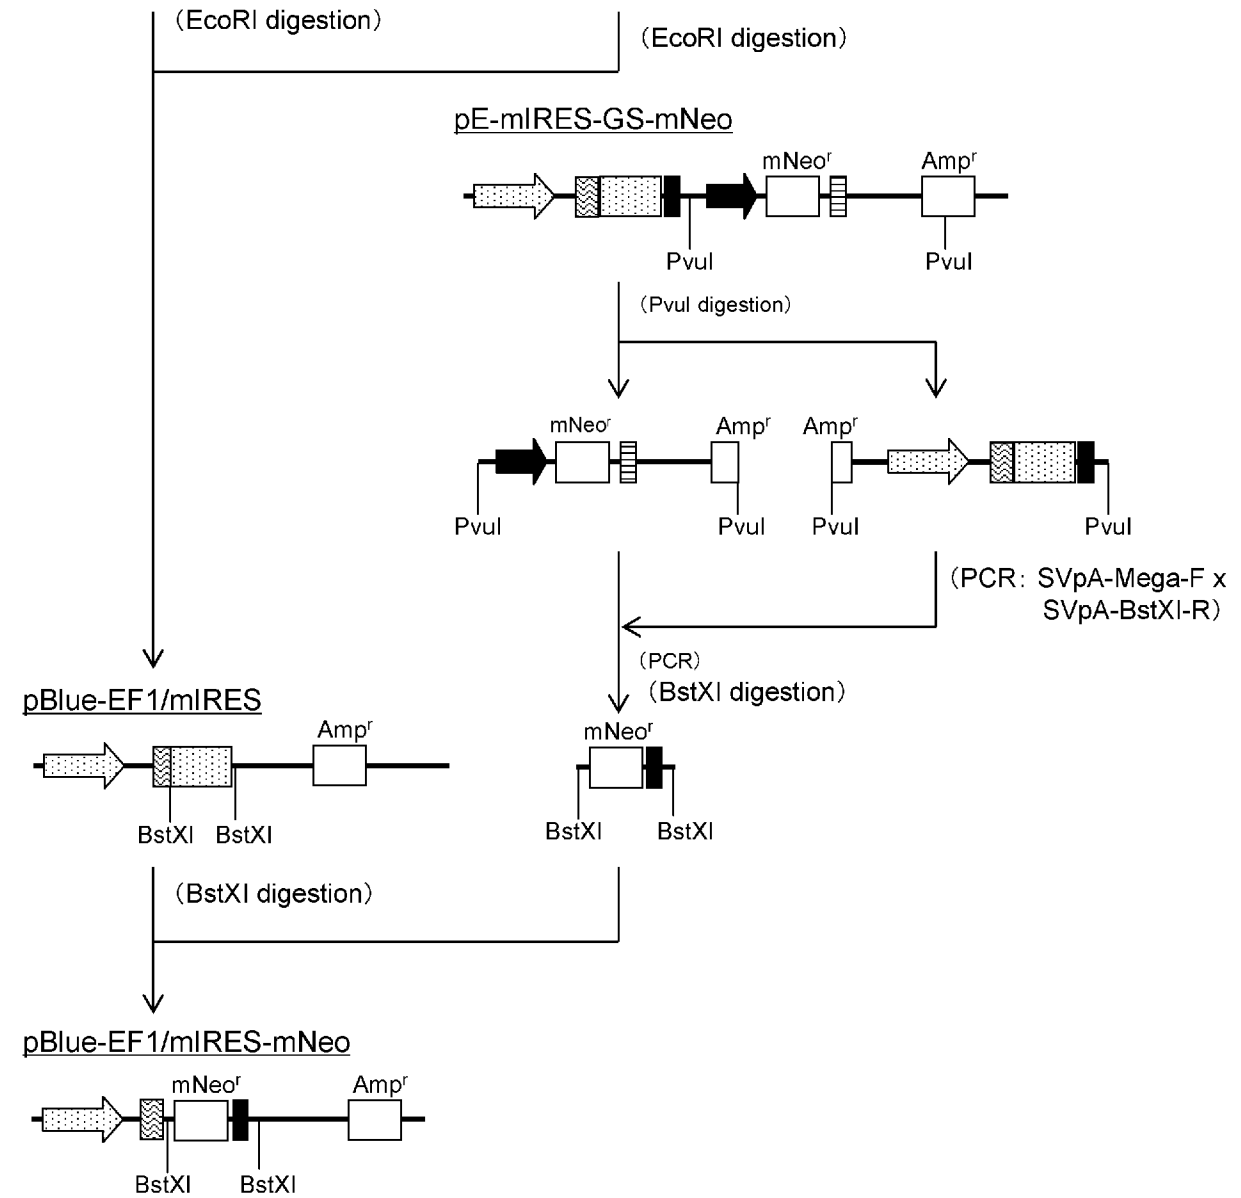 （EcoRI digestion）
（EcoRI digestion）
pE-mIRES-GS-mNeo
mNeoʳ
Ampʳ
PvuI
PvuI
（PvuI digestion）
mNeoʳ
Ampʳ
Ampʳ
PvuI
PvuI
PvuI
PvuI
（PCR： SVpA-Mega-F x
SVpA-BstXI-R）
（PCR）
（BstXI digestion）
pBlue-EF1/mIRES
Ampʳ
mNeoʳ
BstXI
BstXI
BstXI
BstXI
（BstXI digestion）
pBlue-EF1/mIRES-mNeo
mNeoʳ
Ampʳ
BstXI
BstXI